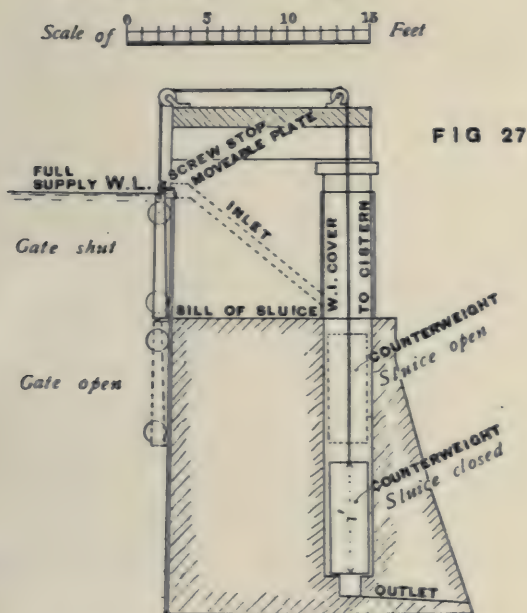 0 5 10 15
Scale of Feet
FIG 27
SCREW STOP
MOVEABLE PLATE
FULL
SUPPLY W.L.
INLET
W.I. COVER
TO CISTERN
Gate shut
SILL OF SLUICE
COUNTERWEIGHT
Sluice open
Gate open
COUNTERWEIGHT
Sluice closed
OUTLET